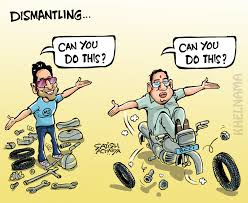 DISMANTLING...
CAN YOU
DO THIS?
CAN YOU
DO THIS?
SATISH
ACHARYA
KHELNAMA